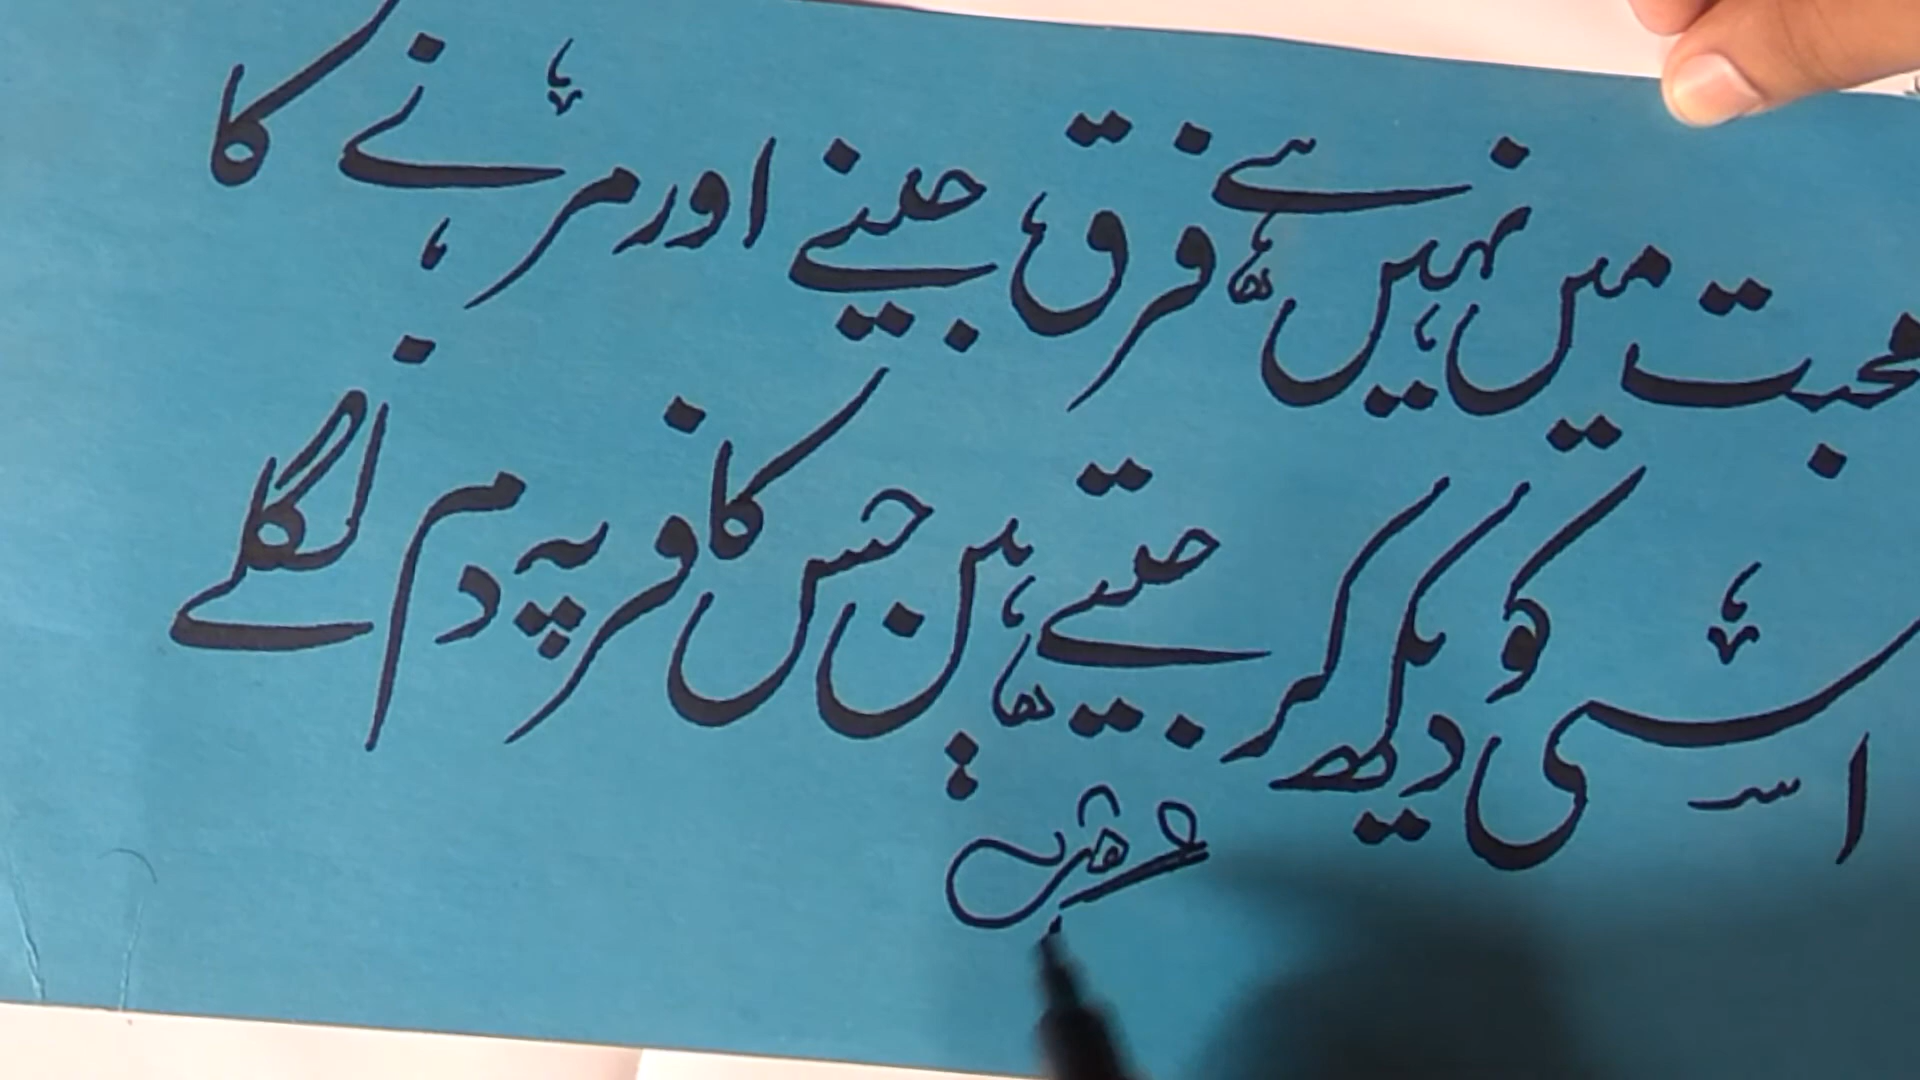 محبت میں نہیں ہے فرق جینے اور مرنے کا
اسی کو دیکھ کر جیتے ہیں جس کافر پہ دم نکلے